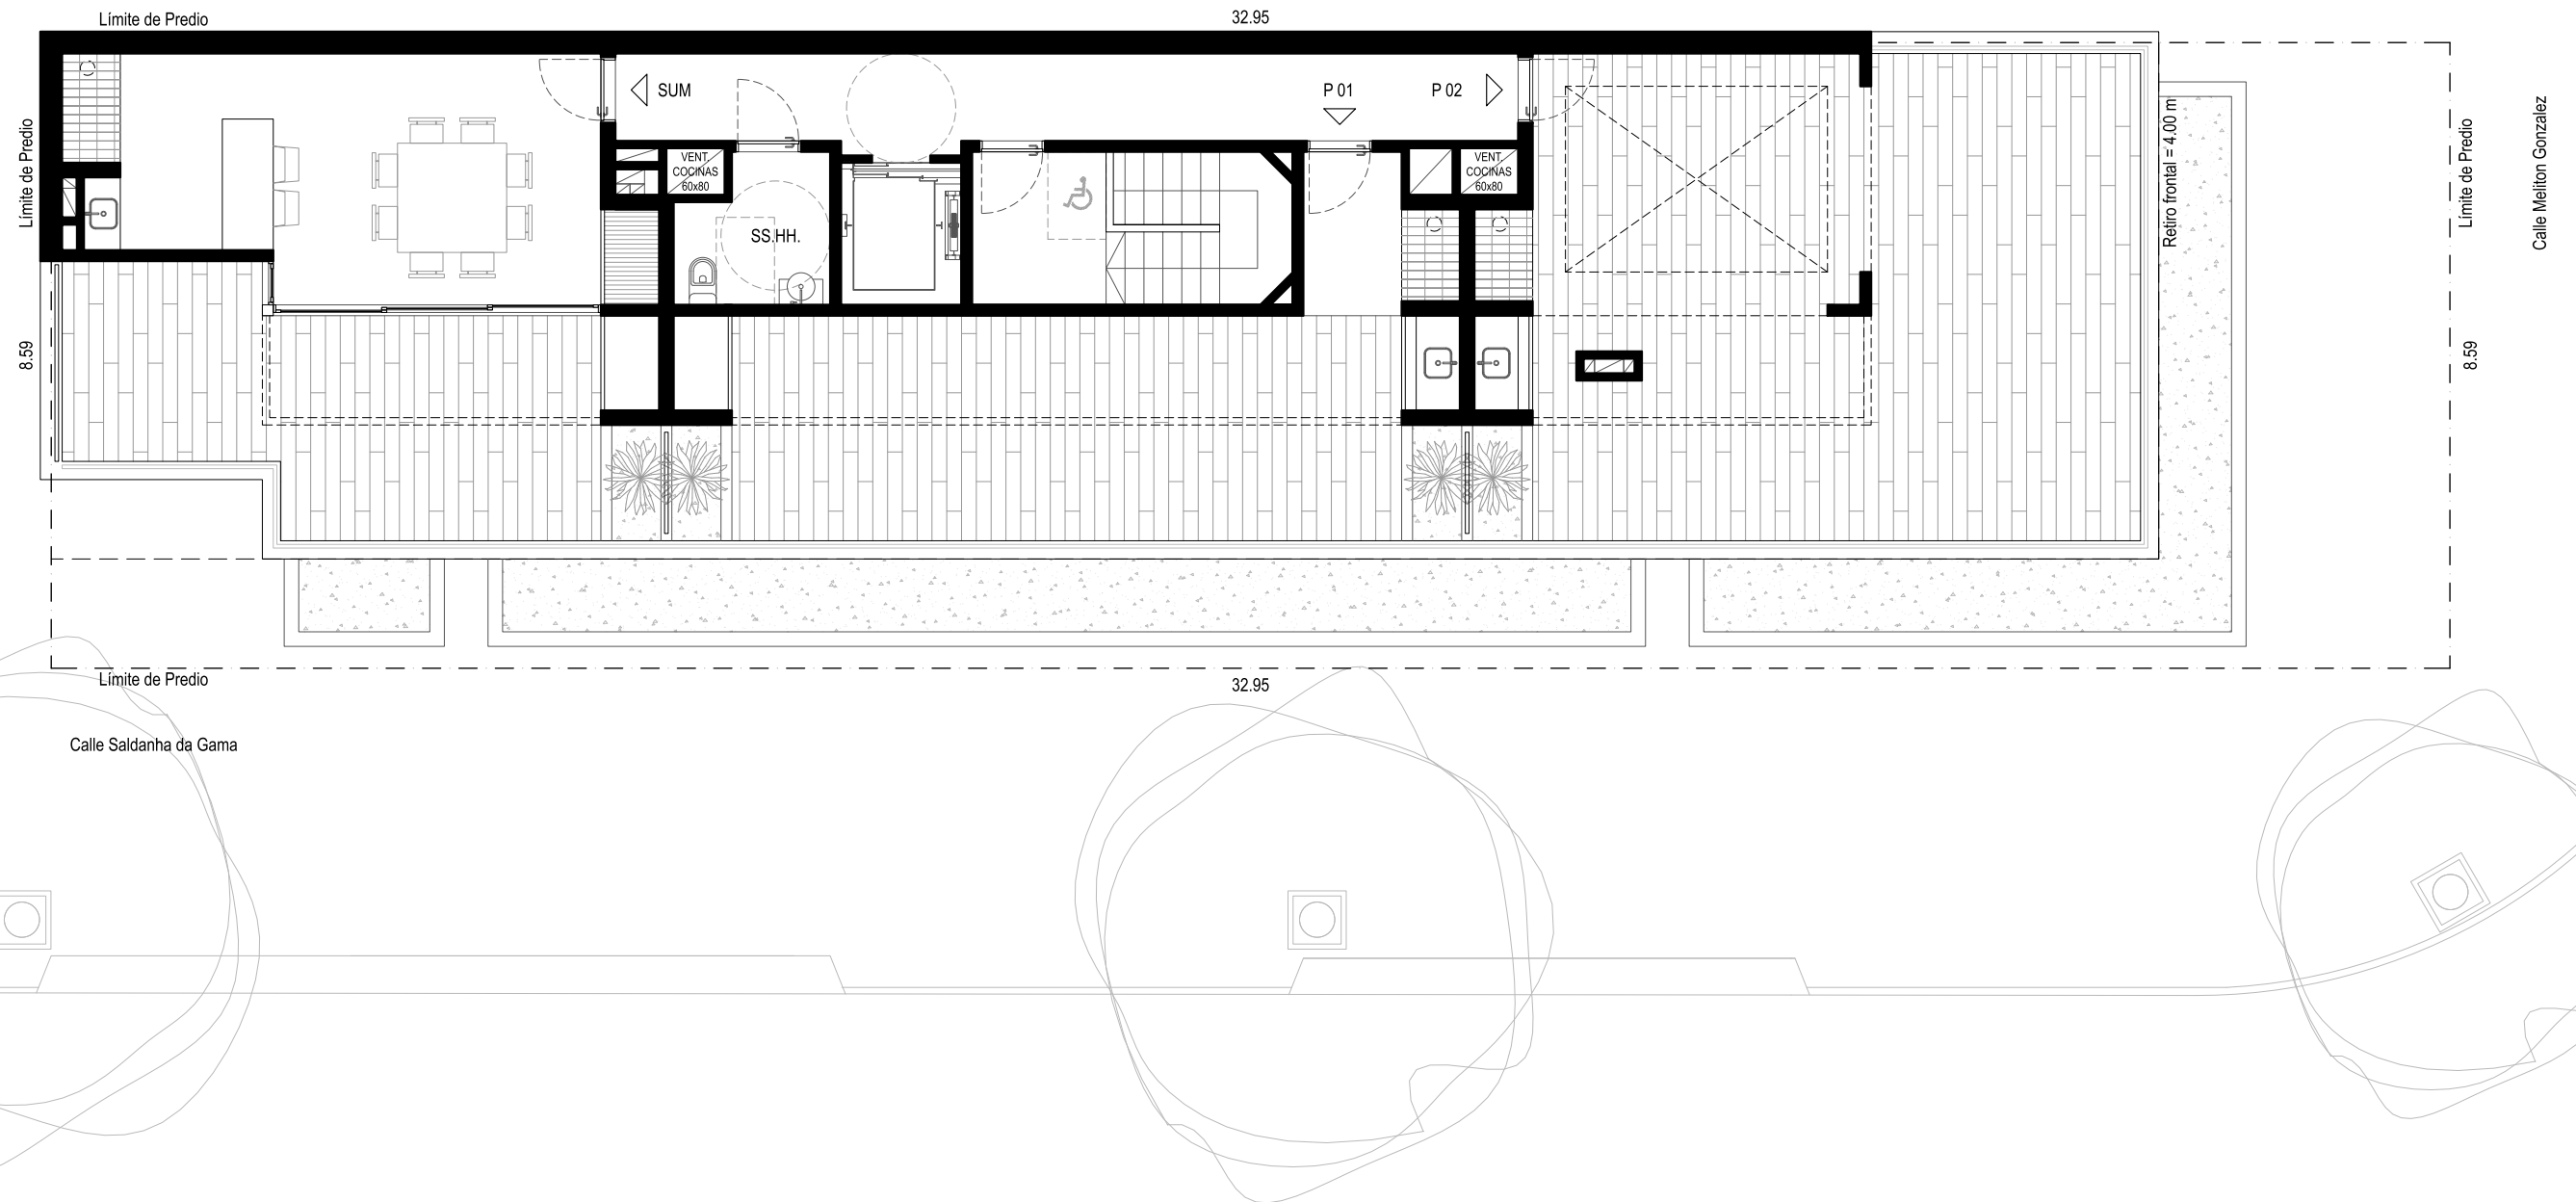 Límite de Predio
32.95
SUM
P 01
P 02
VENT.
COCINAS
60x80
VENT.
COCINAS
60x80
SS.HH.
Límite de Predio
8.59
Retiro frontal = 4.00 m
Límite de Predio
8.59
Calle Meliton Gonzalez
Límite de Predio
32.95
Calle Saldanha da Gama